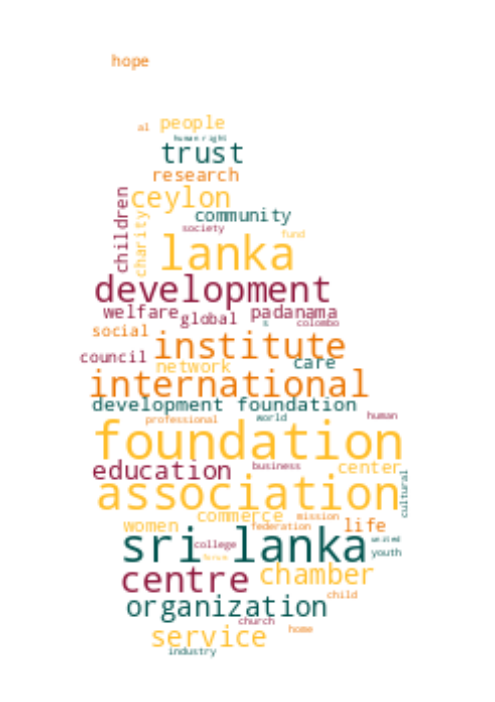 hope
al people
human right
trust
research
children
ceylon
charity
community
society
fund
lanka
development
welfare global padanama
s colombo
social institute
council network care
international
development foundation
professional world human
foundation
education business center
association cultural
commerce mission
women federation life
sri lanka united
college youth
forum
centre chamber
child
organization
church
service home
industry